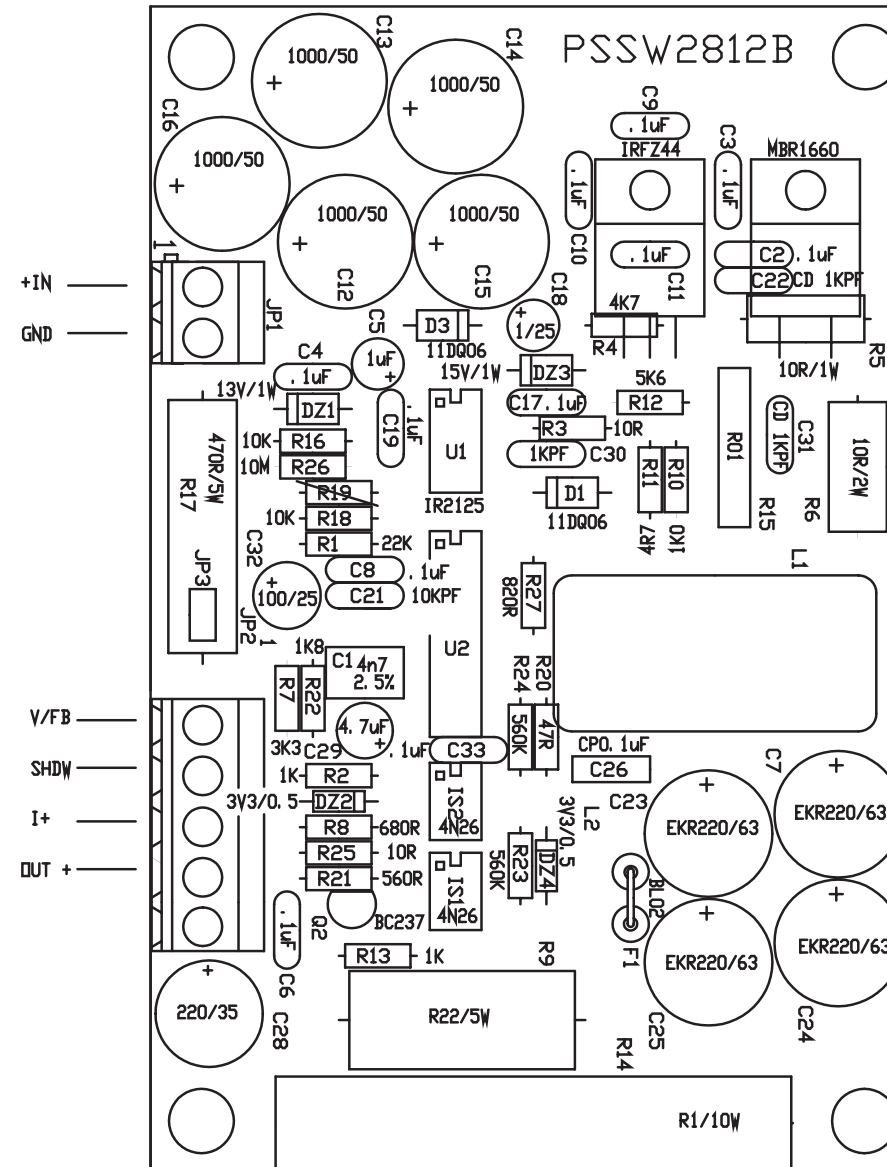 PSSW2812B
C13
1000/50
C14
1000/50
C16
1000/50
C9
.1uF
IRFZ44
C3
.1uF
MBR1660
.1uF
C10
1000/50
C12
1000/50
C15
.1uF
C11
C2 .1uF
C22 CD 1KPF
1
+IN
GND
JP1
C18
1/25
4K7
R4
R5
10R/1W
D3
11DQ06
C5
1uF
C4
.1uF
13V/1W
DZ1
C19
.1uF
15V/1W
DZ3
C17 .1uF
R3 10R
1KPF C30
5K6
R12
R01
R15
CD 1KPF
C31
10R/2W
R6
U1
IR2125
10K R16
10M R26
R19
10K R18
R1 22K
470R/5W
R17
JP3
D1
11DQ06
R11
4R7
R10
1K0
C32
100/25
C8 .1uF
C21 10KPF
JP2
1
U2
R27
820R
L1
1K8
C1 4n7
2.5%
R7
3K3
R22
R24
560K
R20
47R
V/FB
SHDW
I+
OUT +
C29
4.7uF
.1uF C33
CP0.1uF
C26
1K R2
3V3/0.5 DZ2
R8 680R
R25 10R
R21 560R
IS2
4N26
IS1
4N26
560K
R23
DZ4
3V3/0.5
L2
C23
EKR220/63
C7
EKR220/63
BL02
F1
EKR220/63
C25
EKR220/63
C24
Q2
BC237
.1uF
C6
R13 1K
R9
R22/5W
220/35
C28
R14
R1/10W